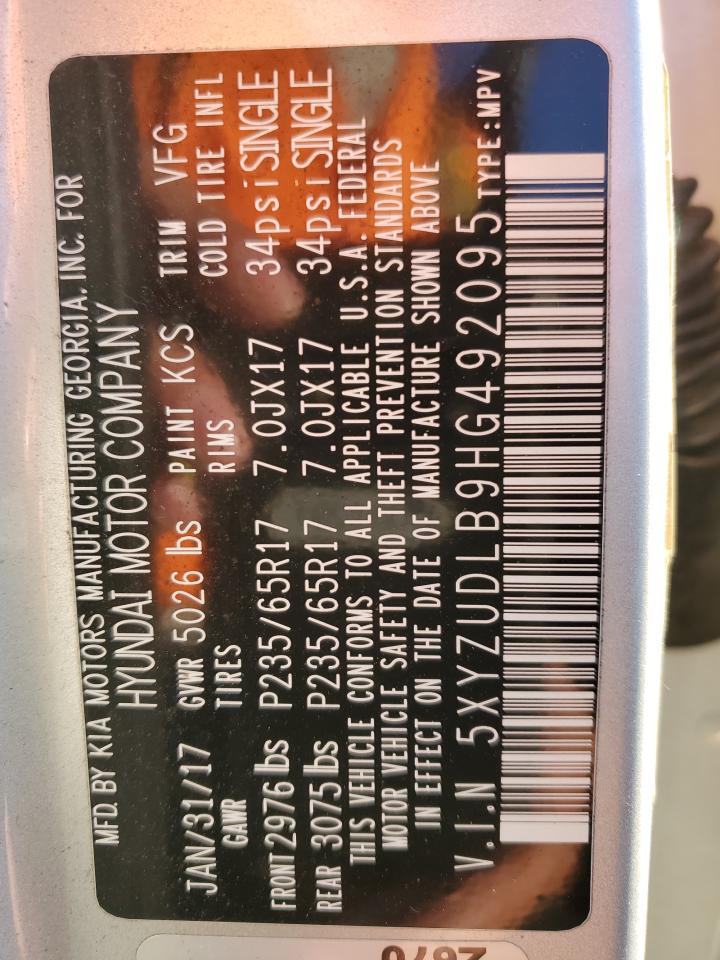 MFD. BY KIA MOTORS MANUFACTURING GEORGIA, INC. FOR
HYUNDAI MOTOR COMPANY
JAN/31/17 GVWR 5026 lbs PAINT KCS TRIM VFG
GAWR TIRES RIMS COLD TIRE INFL
FRONT 2976 lbs P235/65R17 7.0JX17 34psi SINGLE
REAR 3075 lbs P235/65R17 7.0JX17 34psi SINGLE
THIS VEHICLE CONFORMS TO ALL APPLICABLE U.S.A. FEDERAL
MOTOR VEHICLE SAFETY AND THEFT PREVENTION STANDARDS
IN EFFECT ON THE DATE OF MANUFACTURE SHOWN ABOVE
V.I.N 5XYZUDLB9HG492095 TYPE:MPV